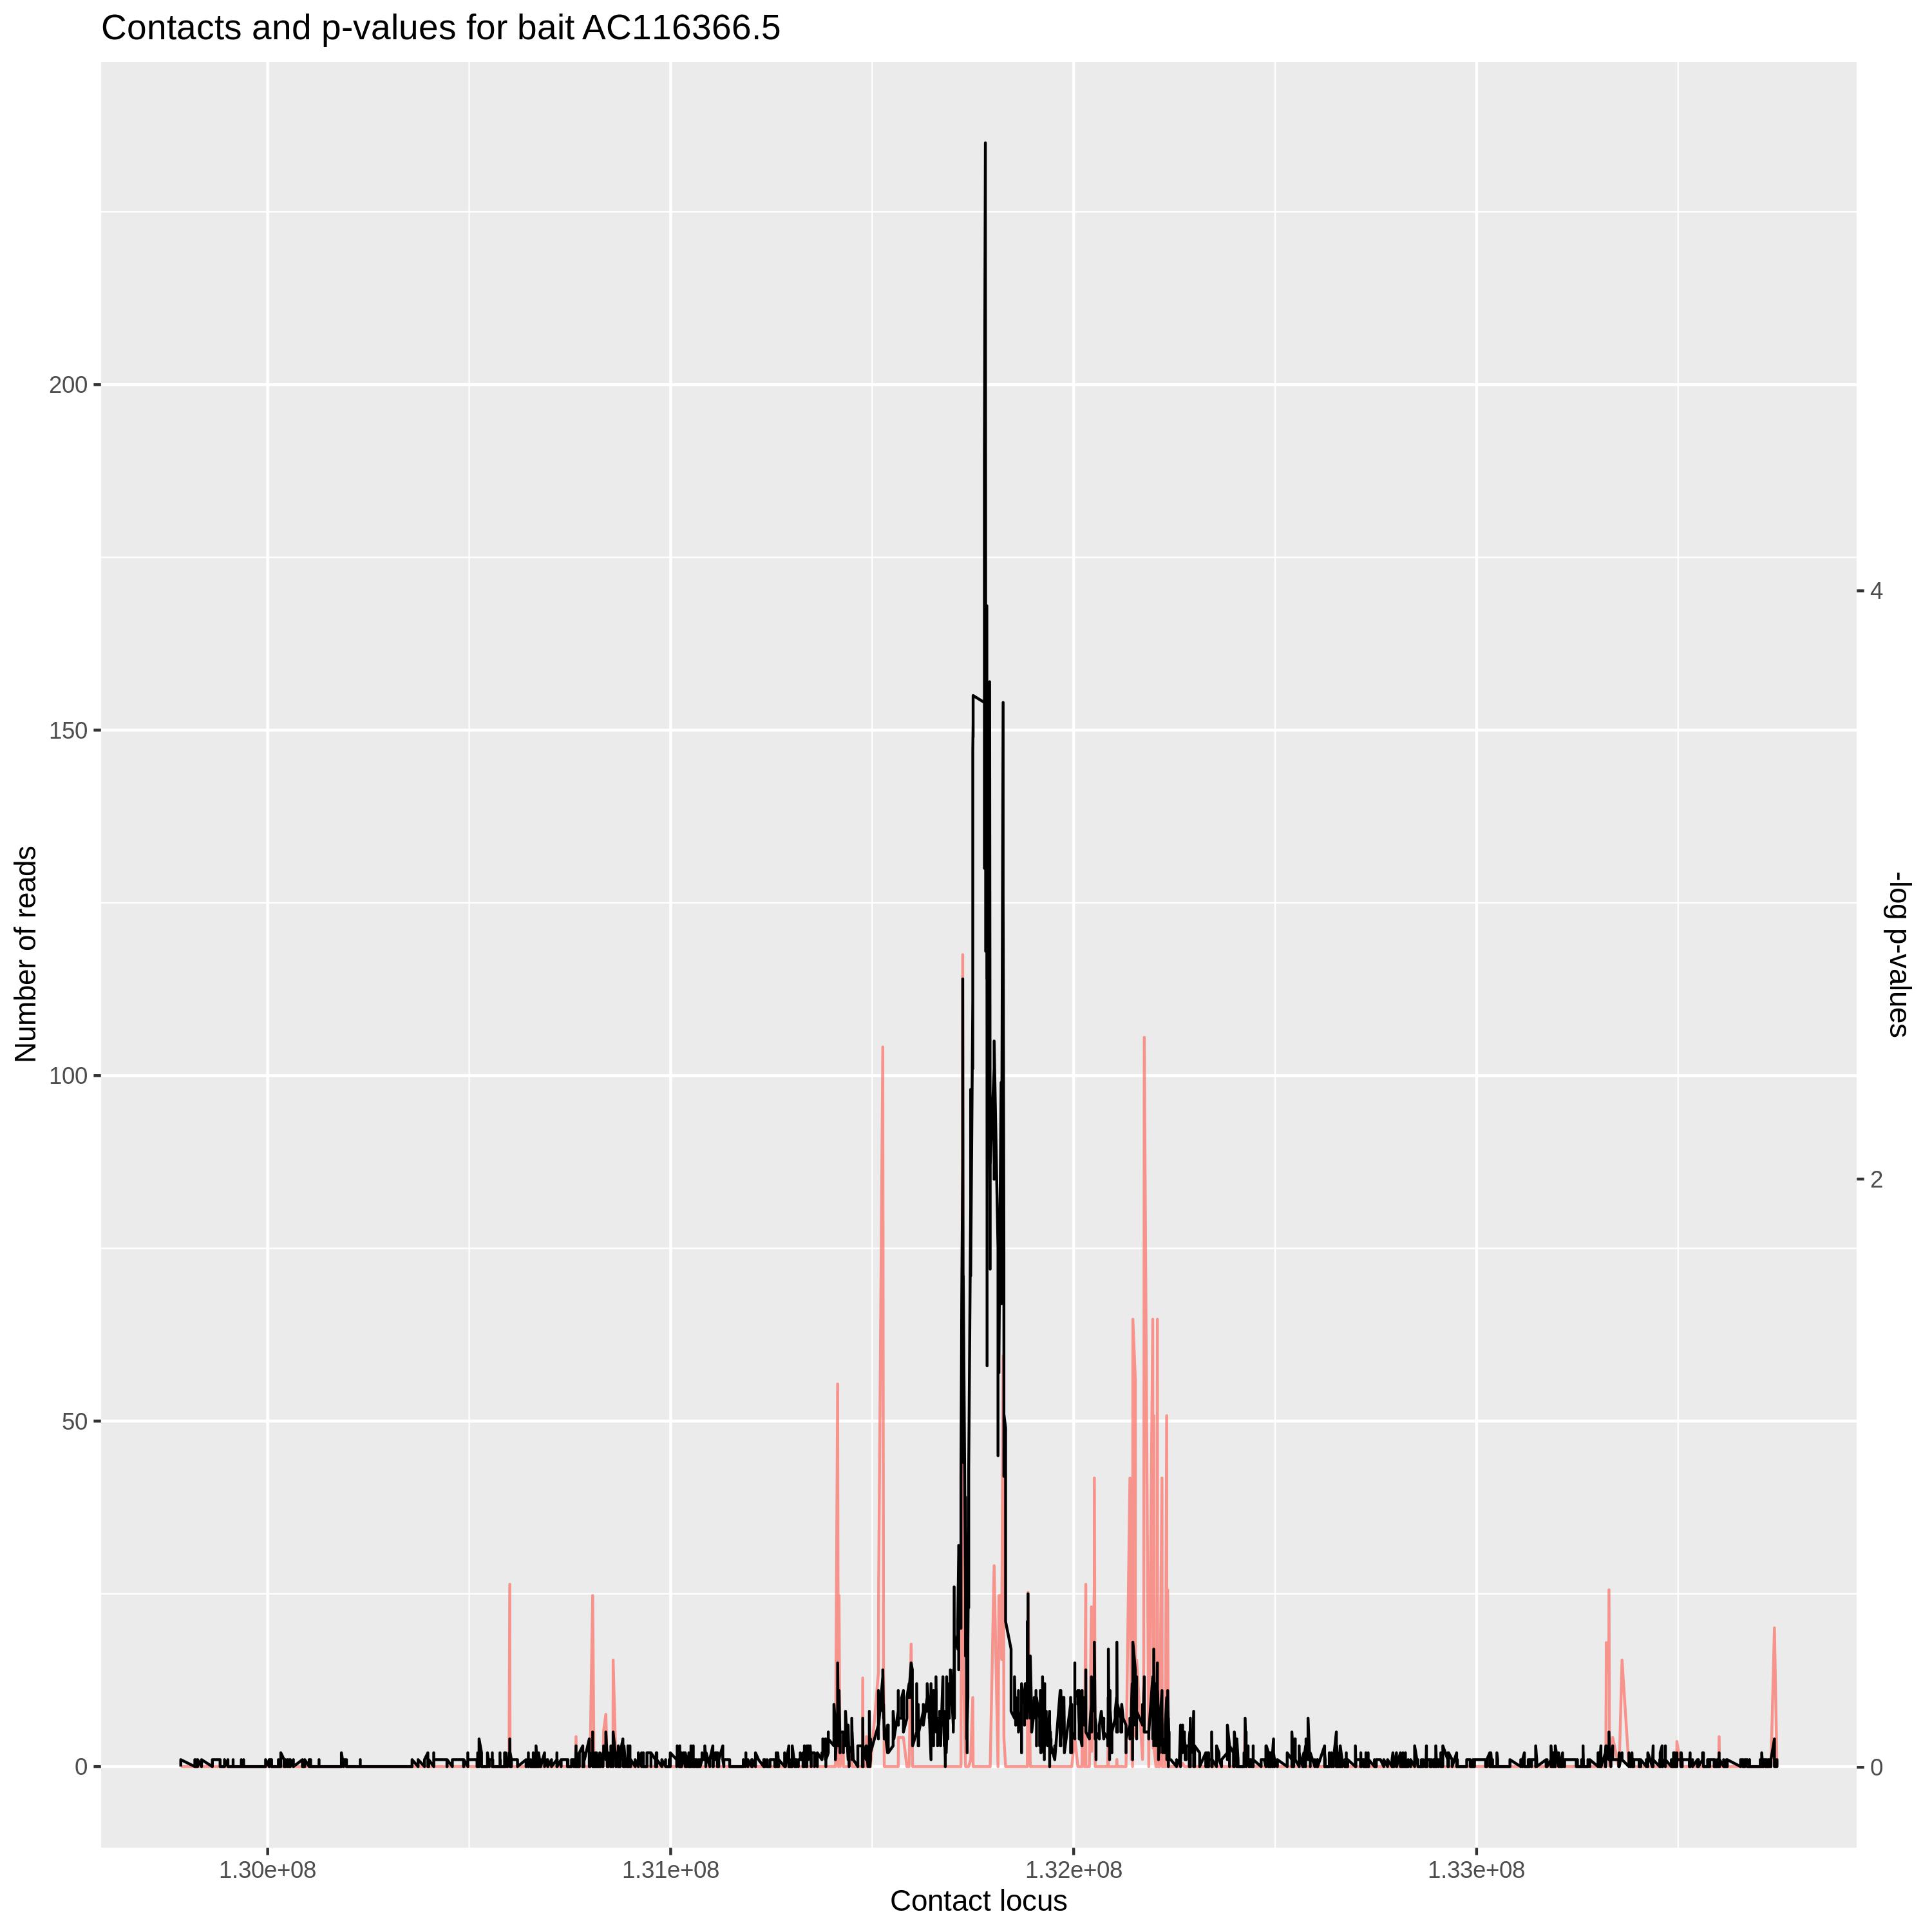 Contacts and p-values for bait AC116366.5
200
150
100
50
0
Number of reads
4
2
0
-log p-values
1.30e+08
1.31e+08
1.32e+08
1.33e+08
Contact locus